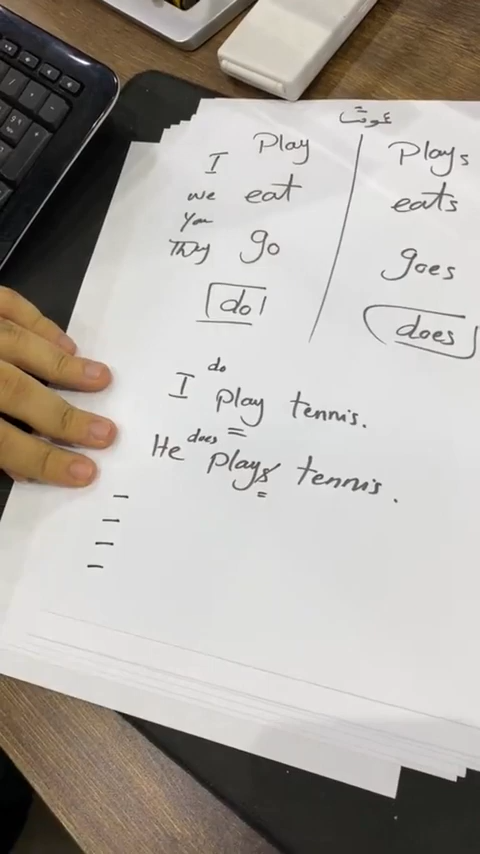 I play plays
we eat eats
you
They go goes
do does
do
I play tennis.
does
He plays tennis.